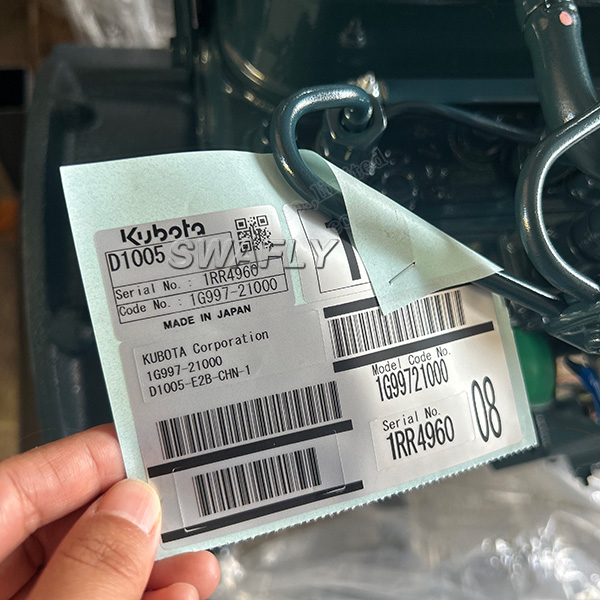 Kubota
D1005
Serial No. : 1RR4960
Code No. : 1G997-21000
MADE IN JAPAN
SWAFLY
KUBOTA Corporation
1G997-21000
D1005-E2B-CHN-1
Model Code No.
1G99721000
Serial No.
1RR4960
08